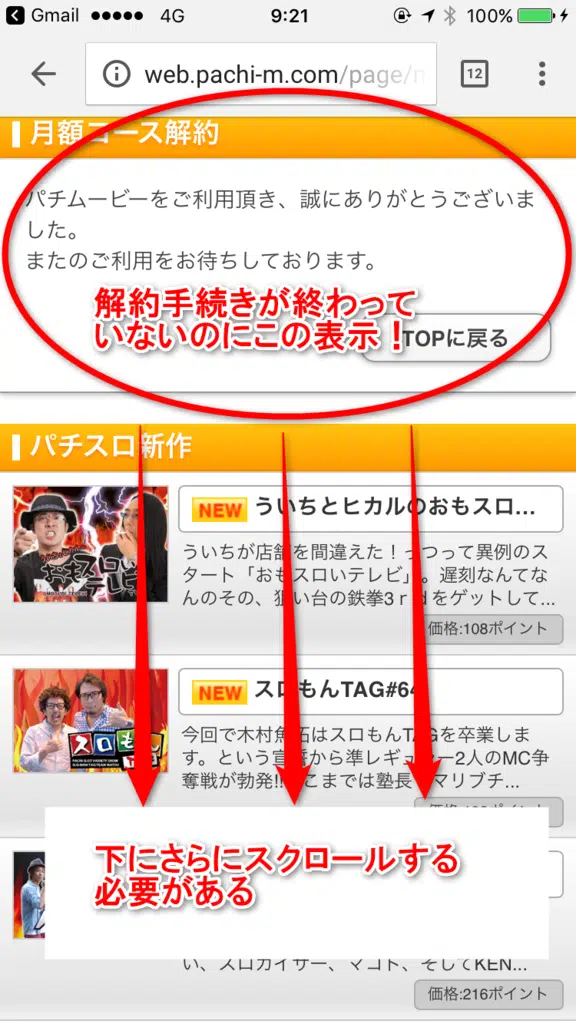 Gmail 4G 9:21 100%
web.pachi-m.com/page/m
12
月額コース解約
パチムービーをご利用頂き、誠にありがとうございま
した。
またのご利用をお待ちしております。
解約手続きが終わって
いないのにこの表示！
TOPに戻る
パチスロ新作
NEW ういちとヒカルのおもスロ...
ういちが店舗を間違えた！っつって異例のス
タート「おもスロいテレビ」。遅刻なんてな
んのその、狙い台の鉄拳3ｒｄをゲットして...
価格:108ポイント
NEW スロもんTAG#64
今回で木村魚拓はスロもんTAGを卒業しま
す。という宣誓から準レギュラー2人のMC争
奪戦が勃発!!ここまでは塾長、マリブチ...
スロもん
下にさらにスクロールする
必要がある
い、スロカイザー、マコト、そしてKEN...
価格:216ポイント